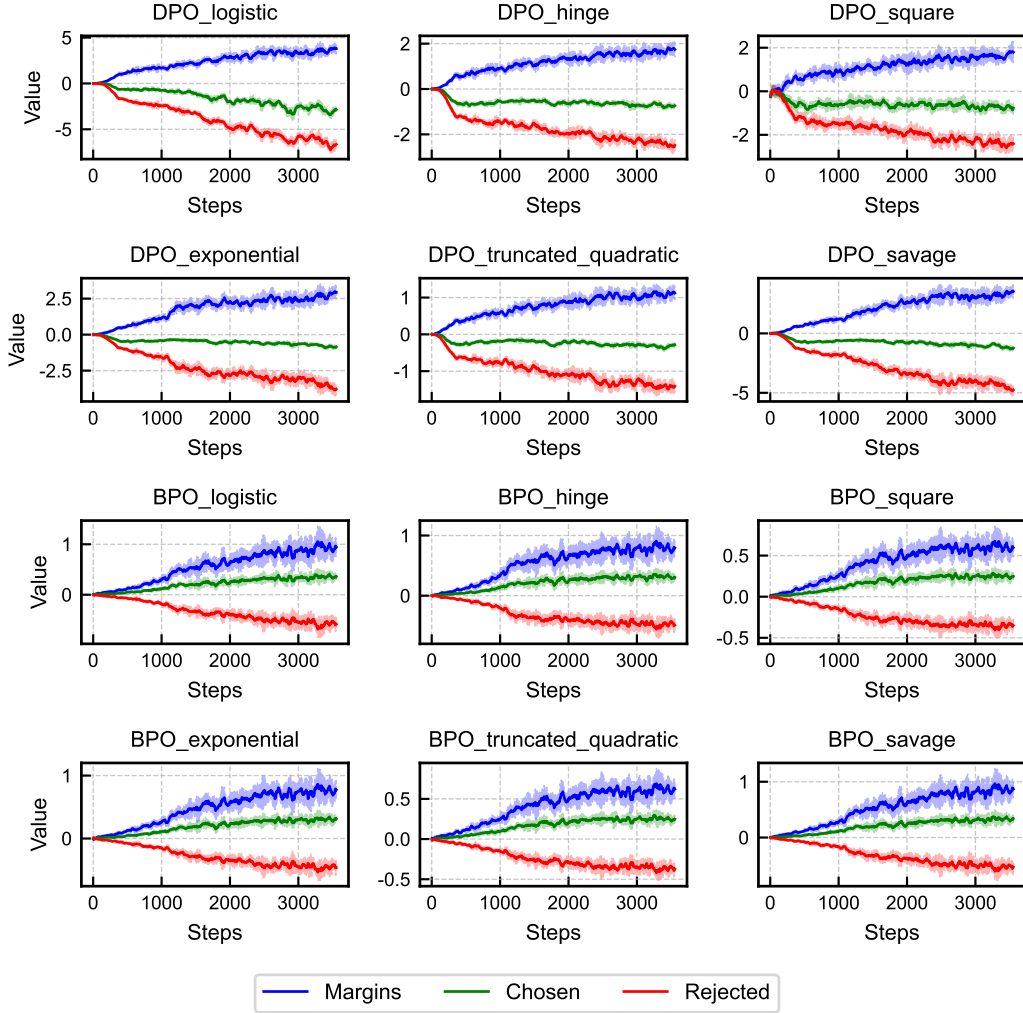 DPO_logistic DPO_hinge DPO_square
Value
5
0
-5
2
0
-2
2
0
2
0 1000 2000 3000
0 1000 2000 3000
0 1000 2000 3000
Steps Steps Steps
DPO_exponential DPO_truncated_quadratic DPO_savage
Value
2.5
0.0
-2.5
1
0
-1
0
-5
0 1000 2000 3000
0 1000 2000 3000
0 1000 2000 3000
Steps Steps Steps
BPO_logistic BPO_hinge BPO_square
Value
1
0
1
0
0.5
0.0
-0.5
0 1000 2000 3000
0 1000 2000 3000
0 1000 2000 3000
Steps Steps Steps
BPO_exponential BPO_truncated_quadratic BPO_savage
Value
1
0
0.5
0.0
-0.5
1
0
0 1000 2000 3000
0 1000 2000 3000
0 1000 2000 3000
Steps Steps Steps
Margins Chosen Rejected